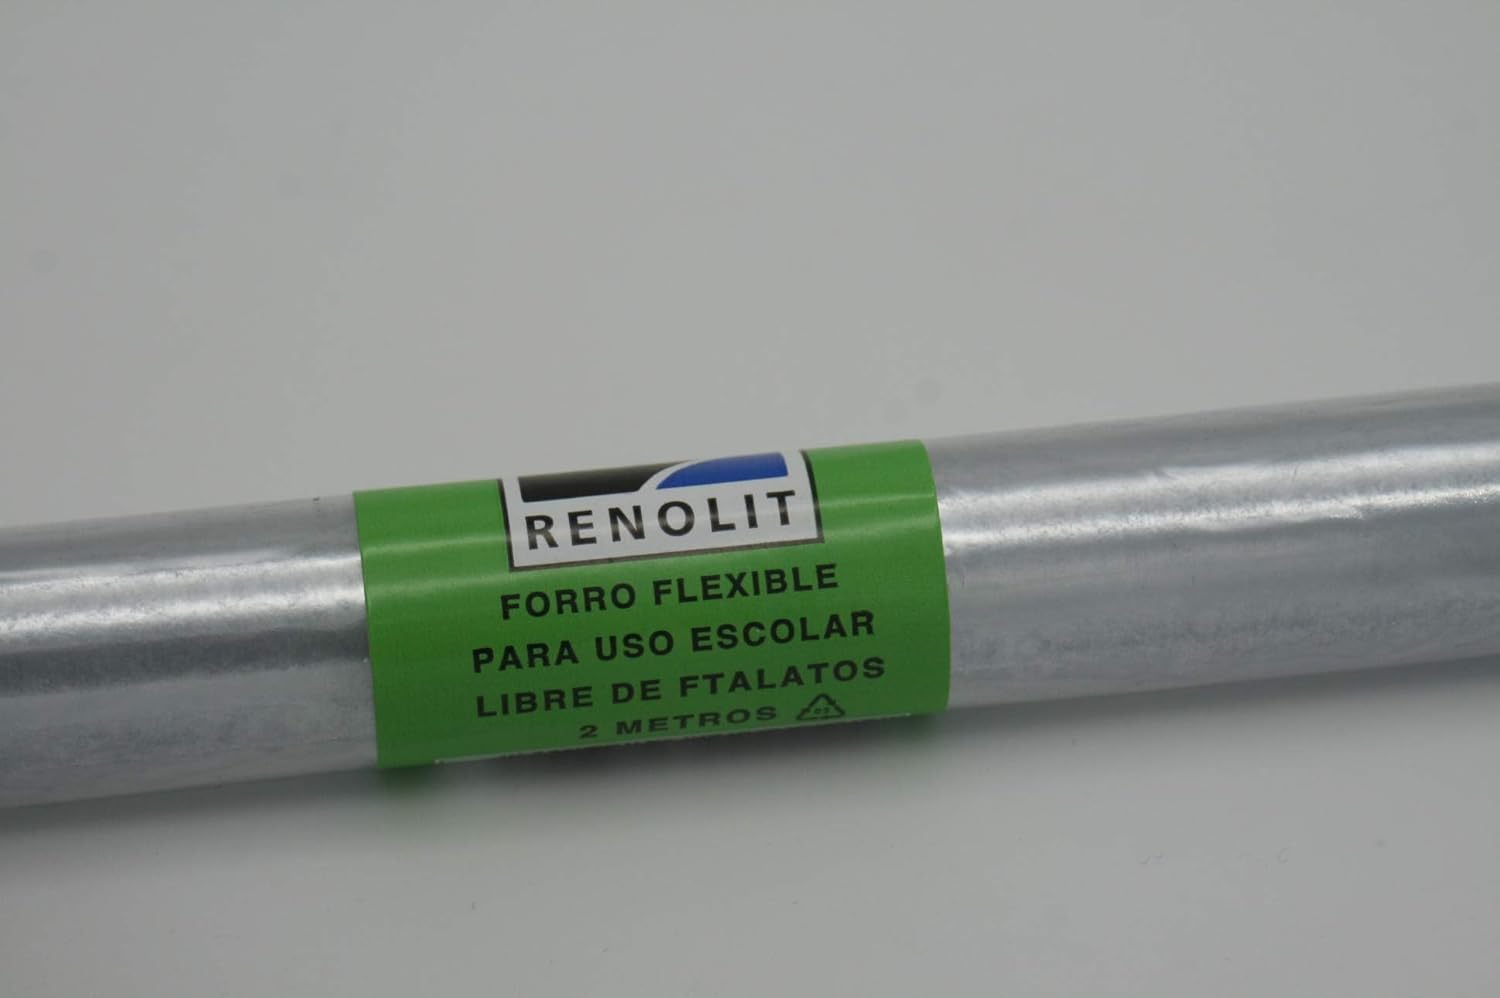 RENOLIT
FORRO FLEXIBLE
PARA USO ESCOLAR
LIBRE DE FTALATOS
2 METROS